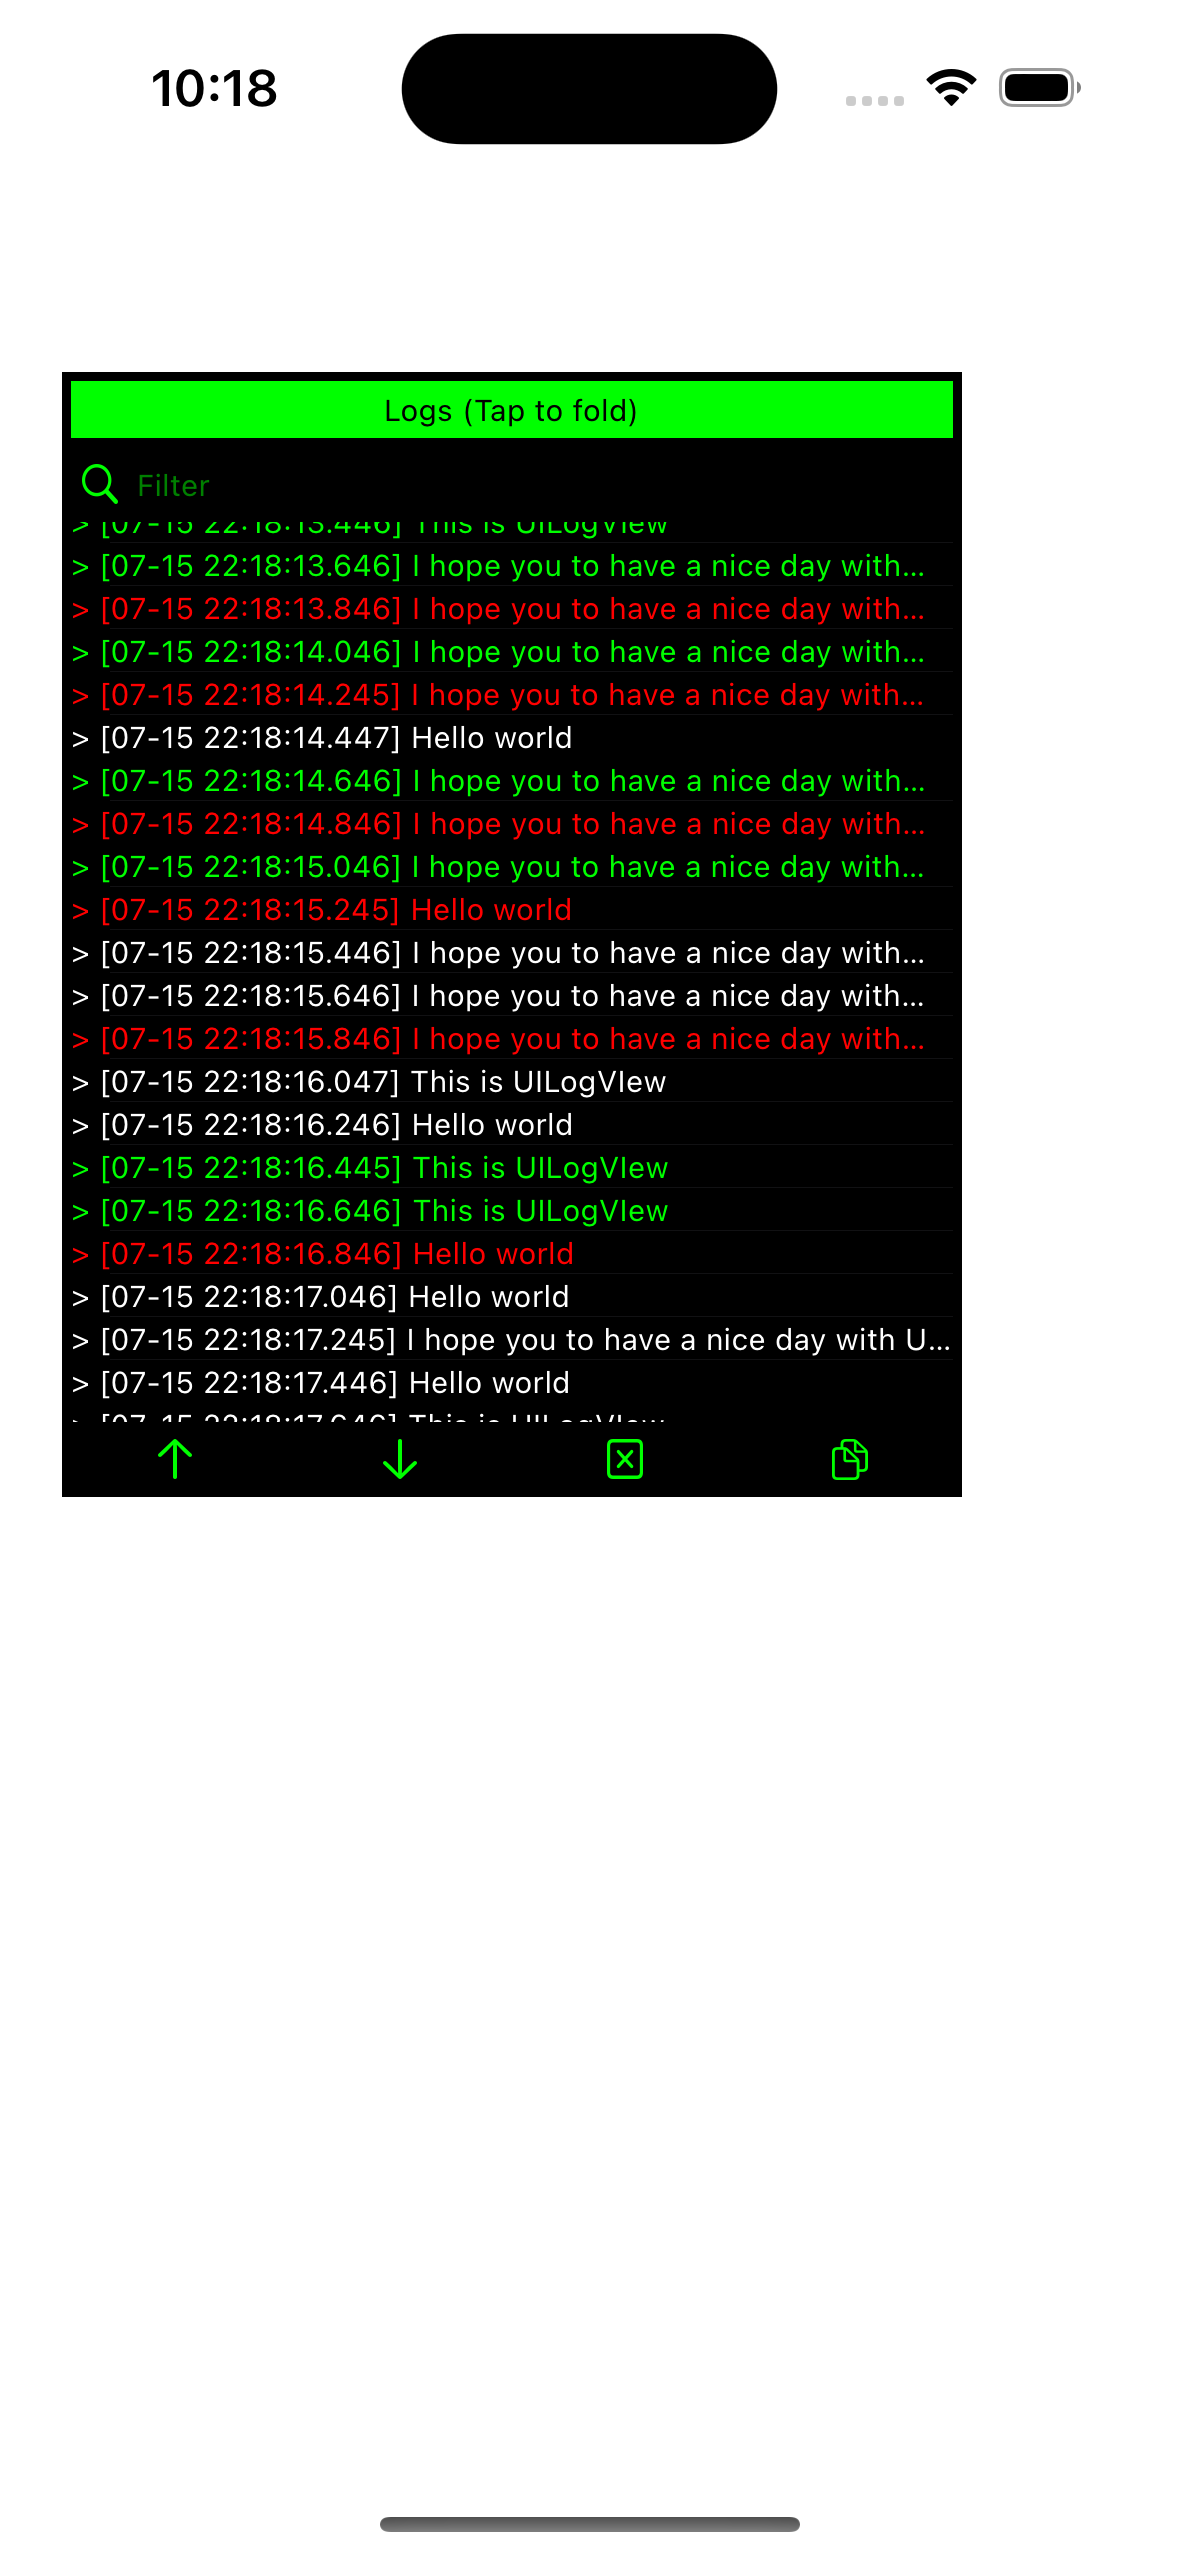 10:18
Logs (Tap to fold)
Filter
> [07-15 22:18:13.446] This is UILogVIew
> [07-15 22:18:13.646] I hope you to have a nice day with...
> [07-15 22:18:13.846] I hope you to have a nice day with...
> [07-15 22:18:14.046] I hope you to have a nice day with...
> [07-15 22:18:14.245] I hope you to have a nice day with...
> [07-15 22:18:14.447] Hello world
> [07-15 22:18:14.646] I hope you to have a nice day with...
> [07-15 22:18:14.846] I hope you to have a nice day with...
> [07-15 22:18:15.046] I hope you to have a nice day with...
> [07-15 22:18:15.245] Hello world
> [07-15 22:18:15.446] I hope you to have a nice day with...
> [07-15 22:18:15.646] I hope you to have a nice day with...
> [07-15 22:18:15.846] I hope you to have a nice day with...
> [07-15 22:18:16.047] This is UILogVIew
> [07-15 22:18:16.246] Hello world
> [07-15 22:18:16.445] This is UILogVIew
> [07-15 22:18:16.646] This is UILogVIew
> [07-15 22:18:16.846] Hello world
> [07-15 22:18:17.046] Hello world
> [07-15 22:18:17.245] I hope you to have a nice day with U...
> [07-15 22:18:17.446] Hello world
> [07-15 22:18:17.646] This is UILogVIew